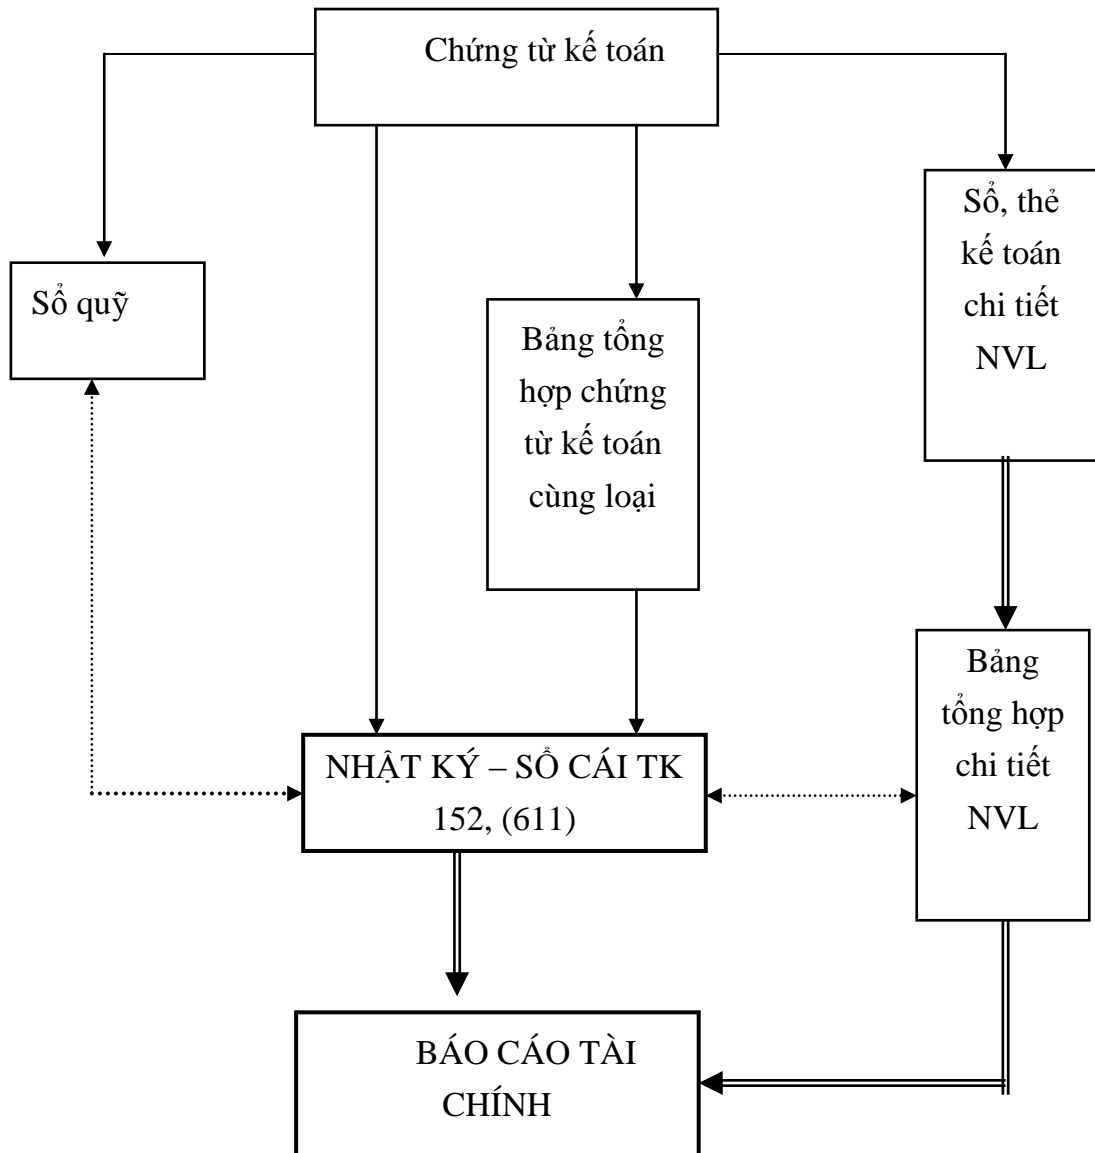 Chứng từ kế toán
Sổ, thẻ
kế toán
chi tiết
NVL
Sổ quỹ
Bảng tổng
hợp chứng
từ kế toán
cùng loại
Bảng
tổng hợp
chi tiết
NVL
NHẬT KÝ – SỔ CÁI TK
152, (611)
BÁO CÁO TÀI
CHÍNH